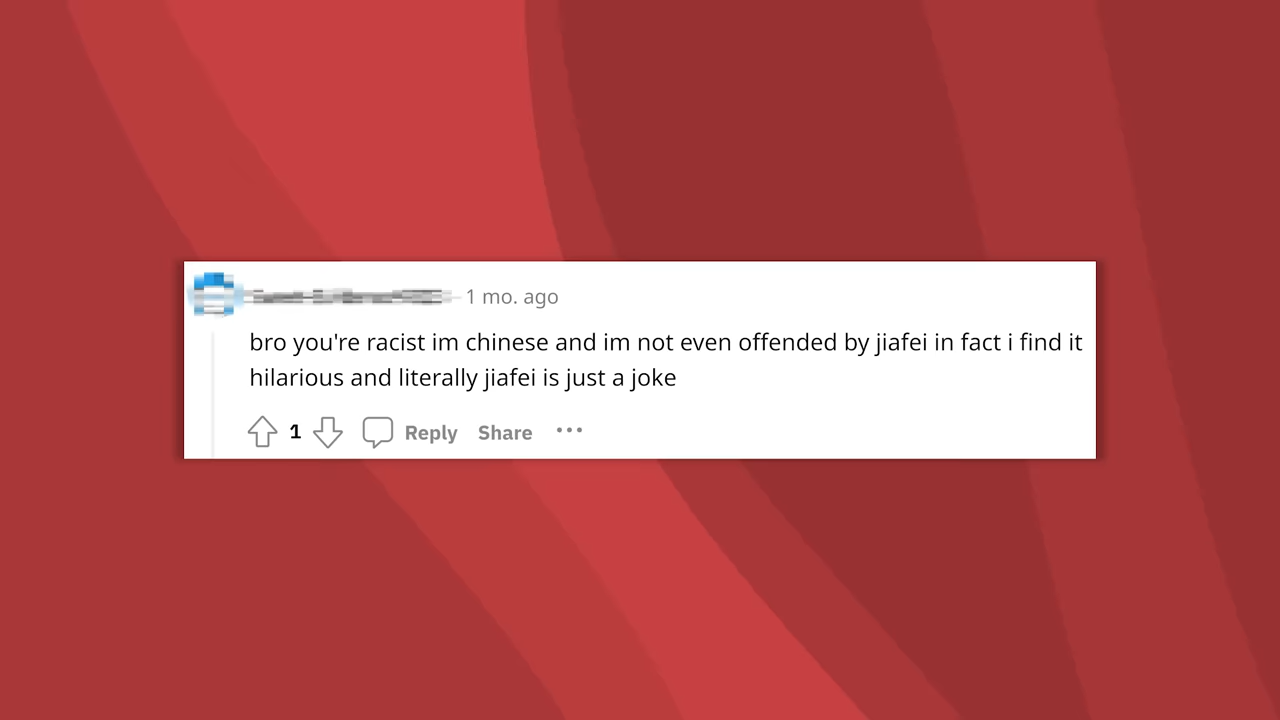 1 mo. ago
bro you're racist im chinese and im not even offended by jiafei in fact i find it
hilarious and literally jiafei is just a joke
1 Reply Share ...